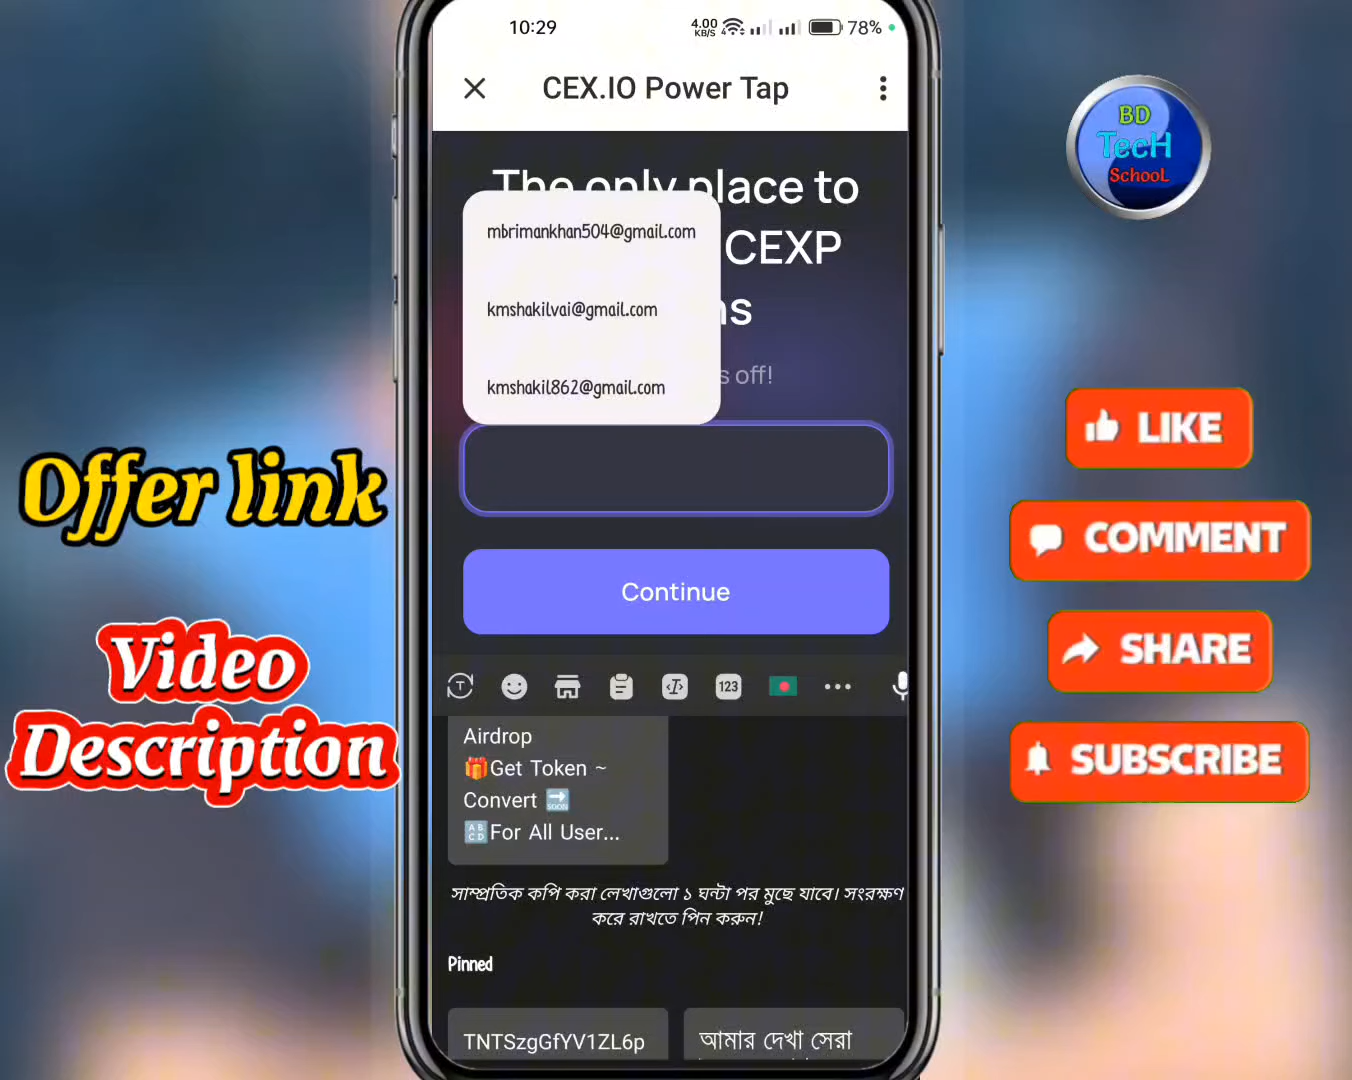 10:29
4.00
KB/S
78%
CEX.IO Power Tap
BD
TecH
SchooL
The only place to
CEXP
s off!
mbrimankhan504@gmail.com
kmshakilvai@gmail.com
kmshakil862@gmail.com
Continue
Offer link
Video
Description
LIKE
COMMENT
SHARE
SUBSCRIBE
123
Airdrop
🎁Get Token ~
Convert 🔜
🔠For All User...
সাম্প্রতিক কপি করা লেখাগুলো ১ ঘন্টা পর মুছে যাবে। সংরক্ষণ
করে রাখতে পিন করুন!
Pinned
TNTSzgGfYV1ZL6p
আমার দেখা সেরা